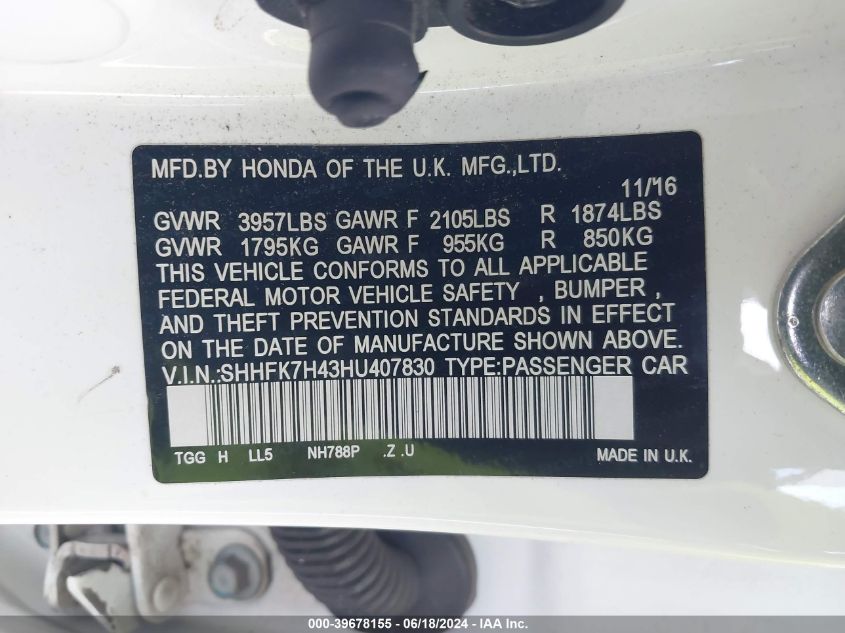 MFD.BY HONDA OF THE U.K. MFG.,LTD.
11/'16
GVWR 3957LBS GAWR F 2105LBS R 1874LBS
GVWR 1795KG GAWR F 955KG R 850KG
THIS VEHICLE CONFORMS TO ALL APPLICABLE
FEDERAL MOTOR VEHICLE SAFETY , BUMPER ,
AND THEFT PREVENTION STANDARDS IN EFFECT
ON THE DATE OF MANUFACTURE SHOWN ABOVE.
V.I.N.:SHHFK7H43HU407830 TYPE:PASSENGER CAR
TGG H LL5 NH788P .Z .U MADE IN U.K.
000-39678155 - 06/18/2024 - © IAA Inc.